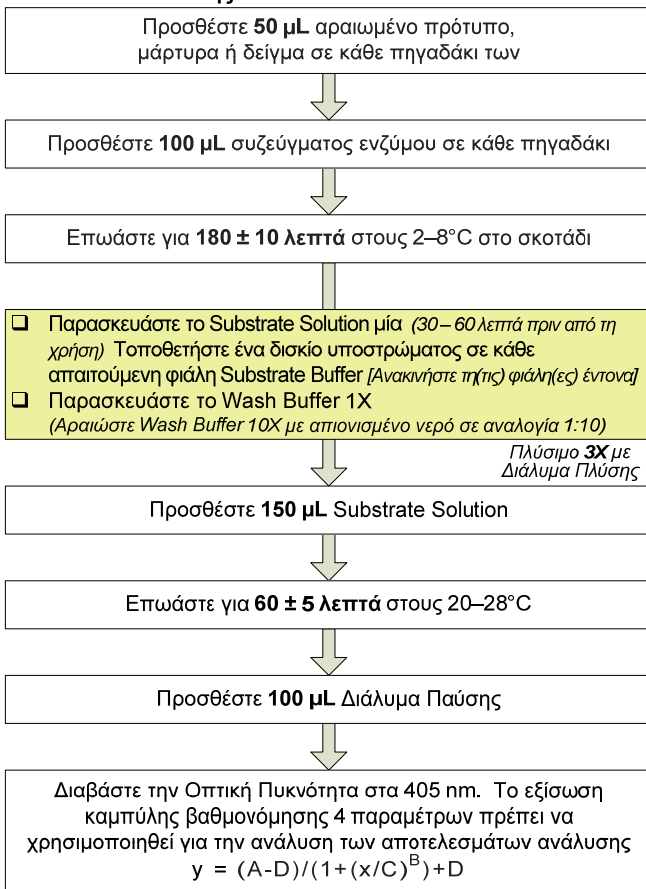 Προσθέστε 50 μL αραιωμένο πρότυπο,
μάρτυρα ή δείγμα σε κάθε πηγαδάκι των
Προσθέστε 100 μL συζεύγματος ενζύμου σε κάθε πηγαδάκι
Επωάστε για 180 ± 10 λεπτά στους 2–8°C στο σκοτάδι
❑ Παρασκευάστε το Substrate Solution μία (30 – 60 λεπτά πριν από τη
χρήση) Τοποθετήστε ένα δισκίο υποστρώματος σε κάθε
απαιτούμενη φιάλη Substrate Buffer [Ανακινήστε τη(τις) φιάλη(ες) έντονα]
❑ Παρασκευάστε το Wash Buffer 1X
(Αραιώστε Wash Buffer 10X με απιονισμένο νερό σε αναλογία 1:10)
Πλύσιμο 3X με
Διάλυμα Πλύσης
Προσθέστε 150 μL Substrate Solution
Επωάστε για 60 ± 5 λεπτά στους 20–28°C
Προσθέστε 100 μL Διάλυμα Παύσης
Διαβάστε την Οπτική Πυκνότητα στα 405 nm. Το εξίσωση
καμπύλης βαθμονόμησης 4 παραμέτρων πρέπει να
χρησιμοποιηθεί για την ανάλυση των αποτελεσμάτων ανάλυσης
y = (A-D)/(1+(x/C)^B)+D